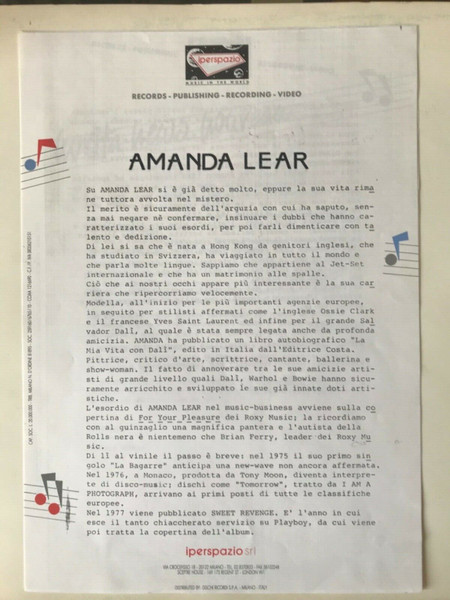 iperspazio
MUSIC IN THE WORLD
RECORDS - PUBLISHING - RECORDING - VIDEO
AMANDA LEAR
Su AMANDA LEAR si è già detto molto, eppure la sua vita rima
ne tuttora avvolta nel mistero.
Il merito è sicuramente dell'arguzia con cui ha saputo, sen-
za mai negare nè confermare, insinuare i dubbi che hanno ca-
ratterizzato i suoi esordi, per poi farli dimenticare con ta
lento e dedizione.
Di lei si sa che è nata a Hong Kong da genitori inglesi, che
ha studiato in Svizzera, ha viaggiato in tutto il mondo e
che parla molte lingue. Sappiamo che appartiene al Jet-Set
internazionale e che ha un matrimonio alle spalle.
Ciò che ai nostri occhi appare più interessante è la sua car
riera che ripercorriamo velocemente.
Modella, all'inizio per le più importanti agenzie europee,
in seguito per stilisti affermati come l'inglese Ossie Clark
e il francese Yves Saint Laurent ed infine per il grande Sal
vador Dalì, al quale è stata sempre legata anche da profonda
amicizia. AMANDA ha pubblicato un libro autobiografico "La
Mia Vita con Dalì", edito in Italia dall'Editrice Costa.
Pittrice, critico d'arte, scrittrice, cantante, ballerina e
show-woman. Il fatto di annoverare tra le sue amicizie arti-
sti di grande livello quali Dalì, Warhol e Bowie hanno sicu-
ramente arricchito e sviluppato le sue già innate doti arti-
stiche.
L'esordio di AMANDA LEAR nel music-business avviene sulla co
pertina di For Your Pleasure dei Roxy Music; la ricordiamo
con al guinzaglio una magnifica pantera e l'autista della
Rolls nera è nientemeno che Brian Ferry, leader dei Roxy Mu
sic.
Di lì al vinile il passo è breve: nel 1975 il suo primo sin
golo "La Bagarre" anticipa una new-wave non ancora affermata.
Nel 1976, a Monaco, prodotta da Tony Moon, diventa interpre-
te di disco-music; dischi come "Tomorrow", tratto da I AM A
PHOTOGRAPH, arrivano ai primi posti di tutte le classifiche
europee.
Nel 1977 viene pubblicato SWEET REVENGE. E' l'anno in cui
esce il tanto chiaccherato servizio su Playboy, da cui viene
poi tratta la copertina dell'album.
iperspazio srl